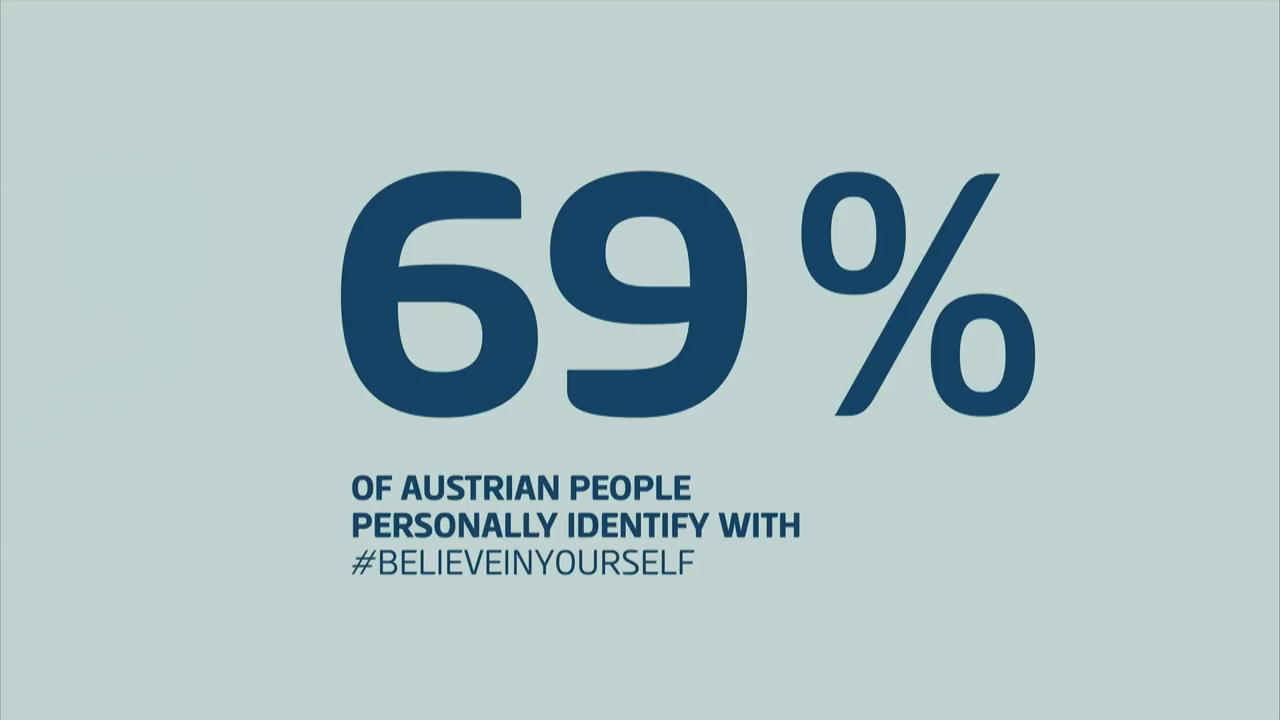 69%
OF AUSTRIAN PEOPLE
PERSONALLY IDENTIFY WITH
#BELIEVEINYOURSELF